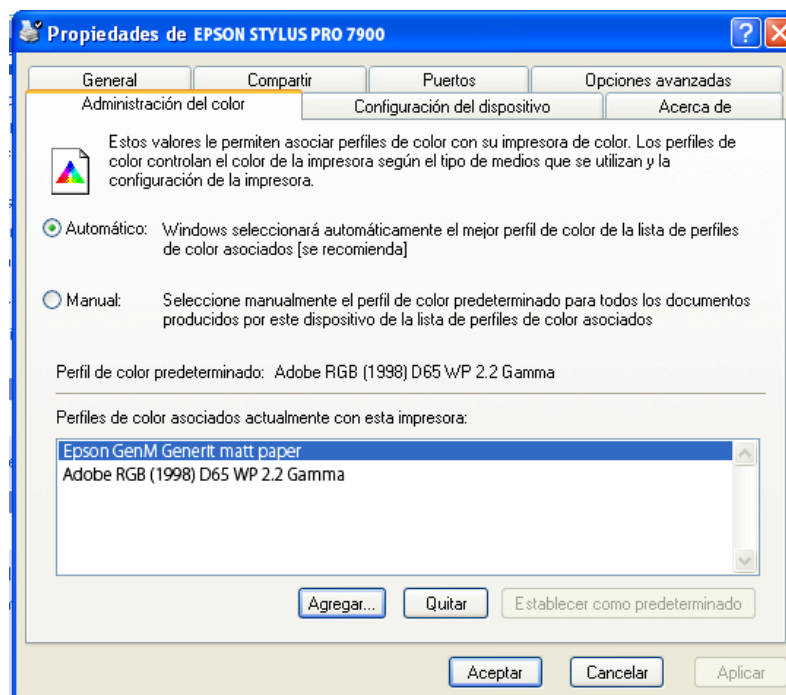 Propiedades de EPSON STYLUS PRO 7900
?
General Compartir Puertos Opciones avanzadas
Administración del color Configuración del dispositivo Acerca de
Estos valores le permiten asociar perfiles de color con su impresora de color. Los perfiles de
color controlan el color de la impresora según el tipo de medios que se utilizan y la
configuración de la impresora.
Automático: Windows seleccionará automáticamente el mejor perfil de color de la lista de perfiles
de color asociados [se recomienda]
Manual: Seleccione manualmente el perfil de color predeterminado para todos los documentos
producidos por este dispositivo de la lista de perfiles de color asociados
Perfil de color predeterminado: Adobe RGB (1998) D65 WP 2.2 Gamma
Perfiles de color asociados actualmente con esta impresora:
Epson GenM GenerIt matt paper
Adobe RGB (1998) D65 WP 2.2 Gamma
Agregar... Quitar Establecer como predeterminado
Aceptar Cancelar Aplicar